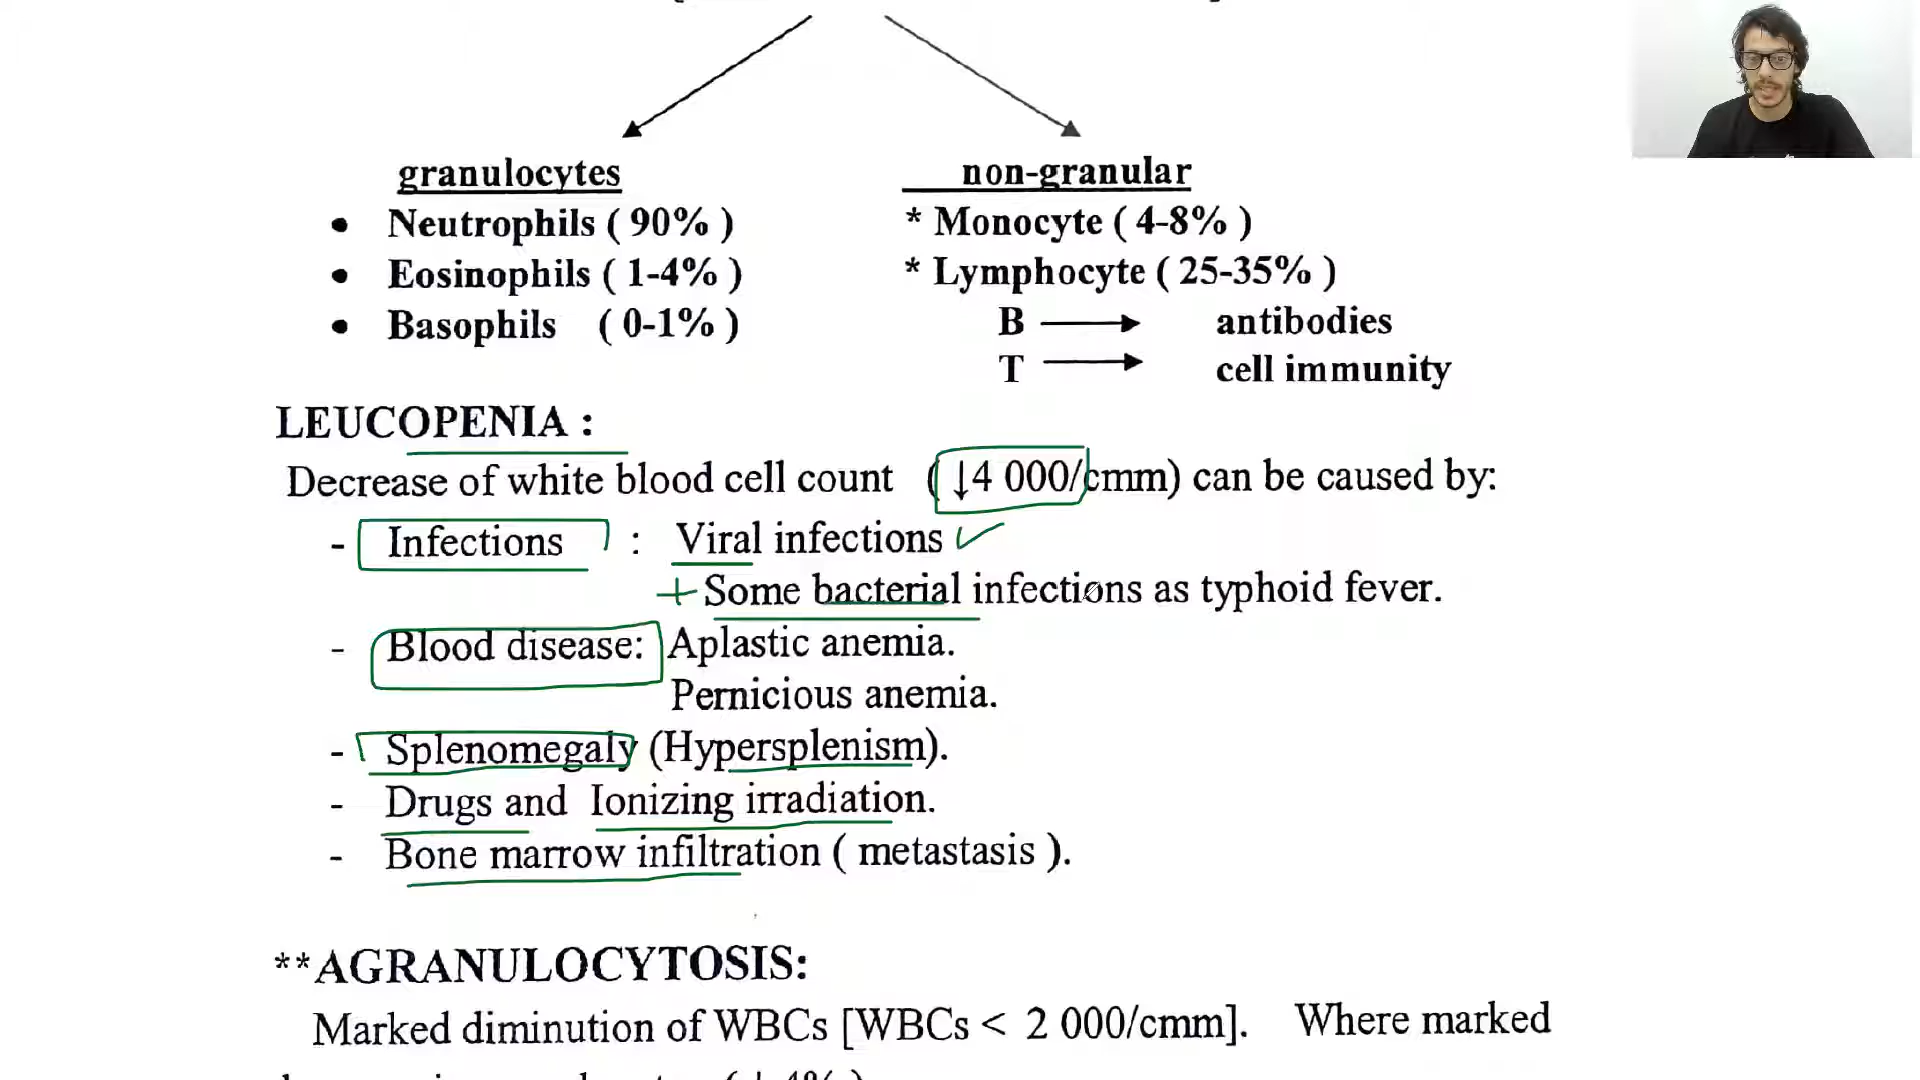 granulocytes
non-granular
• Neutrophils ( 90% )
* Monocyte ( 4-8% )
• Eosinophils ( 1-4% )
* Lymphocyte ( 25-35% )
• Basophils ( 0-1% )
B → antibodies
T → cell immunity
LEUCOPENIA :
Decrease of white blood cell count (↓4 000/cmm) can be caused by:
- Infections : Viral infections ✓
+ Some bacterial infections as typhoid fever.
- Blood disease: Aplastic anemia.
Pernicious anemia.
- Splenomegaly (Hypersplenism).
- Drugs and Ionizing irradiation.
- Bone marrow infiltration ( metastasis ).
**AGRANULOCYTOSIS:
Marked diminution of WBCs [WBCs < 2 000/cmm]. Where marked